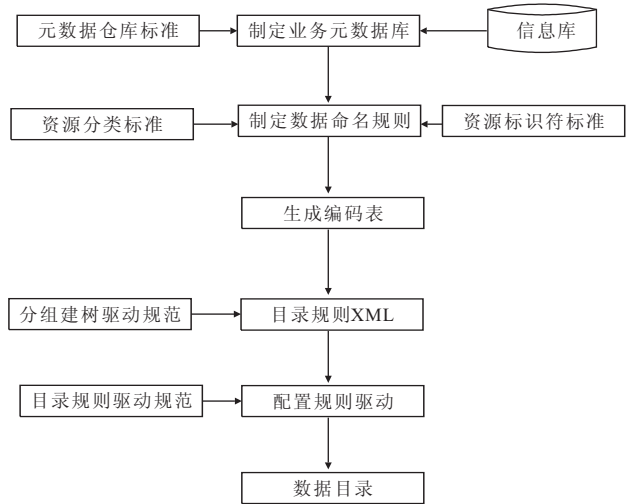 元数据仓库标准
制定业务元数据库
信息库
资源分类标准
制定数据命名规则
资源标识符标准
生成编码表
分组建树驱动规范
目录规则XML
目录规则驱动规范
配置规则驱动
数据目录